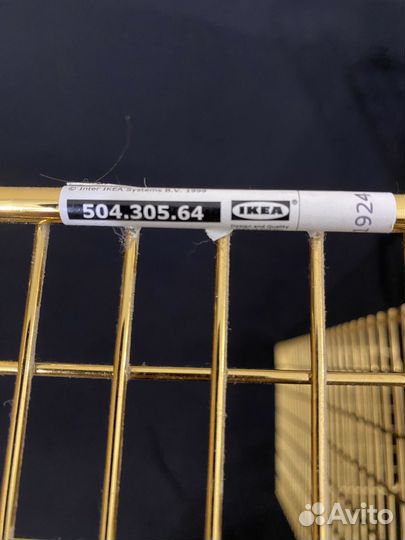 © Inter IKEA Systems B.V. 1999
504.305.64
IKEA®
Design and Quality
1924
Avito